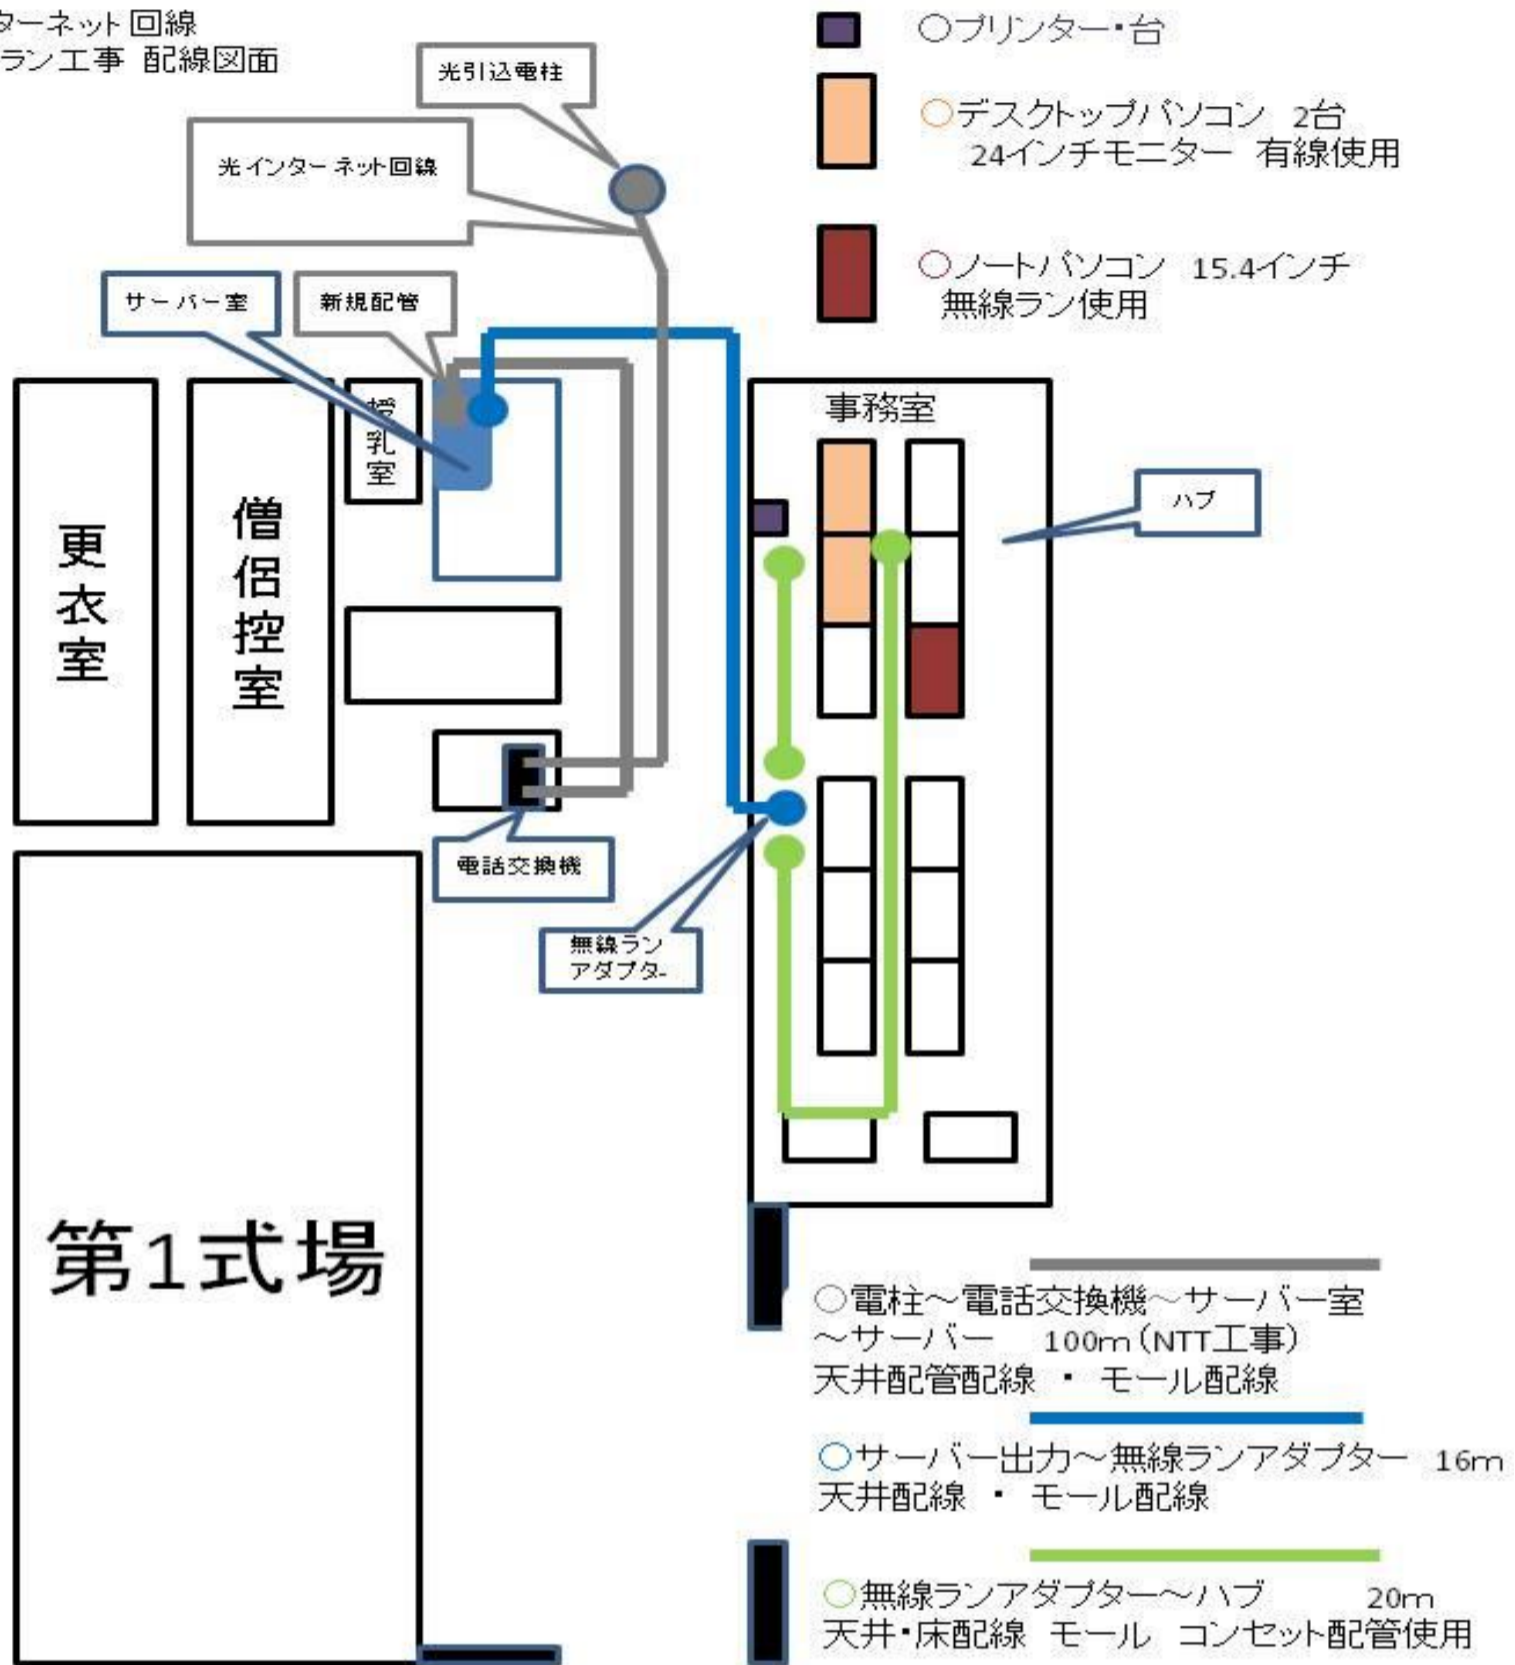 ターネット回線
ラン工事 配線図面
光引込電柱
光インターネット回線
サーバー室
新規配管
○プリンター・台
○デスクトップパソコン 2台
24インチモニター 有線使用
○ノートパソコン 15.4インチ
無線ラン使用
更衣室
僧侶控室
授乳室
事務室
ハブ
電話交換機
無線ラン
アダプター
第1式場
○電柱～電話交換機～サーバー室
～サーバー 100m(NTT工事)
天井配管配線 ・ モール配線
○サーバー出力～無線ランアダプター 16m
天井配線 ・ モール配線
○無線ランアダプター～ハブ 20m
天井・床配線 モール コンセット配管使用